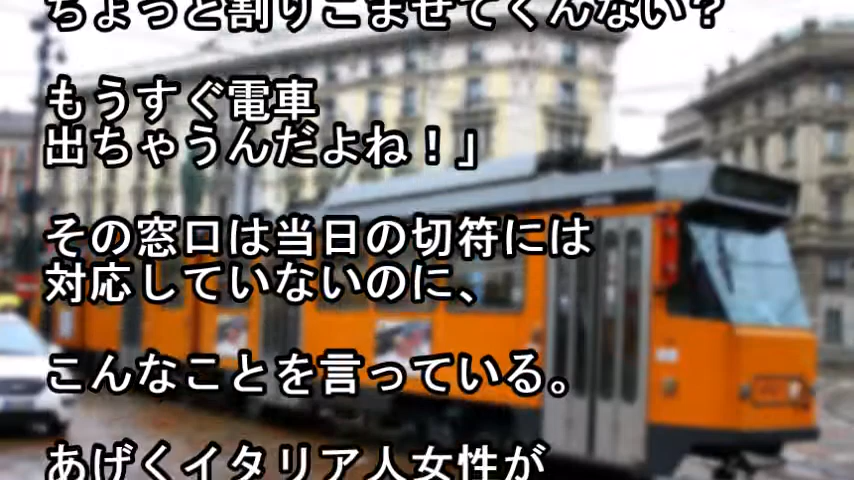 ちょっと割りこませてくんない？
もうすぐ電車
出ちゃうんだよね！』
その窓口は当日の切符には
対応していないのに、
こんなことを言っている。
あげくイタリア人女性が